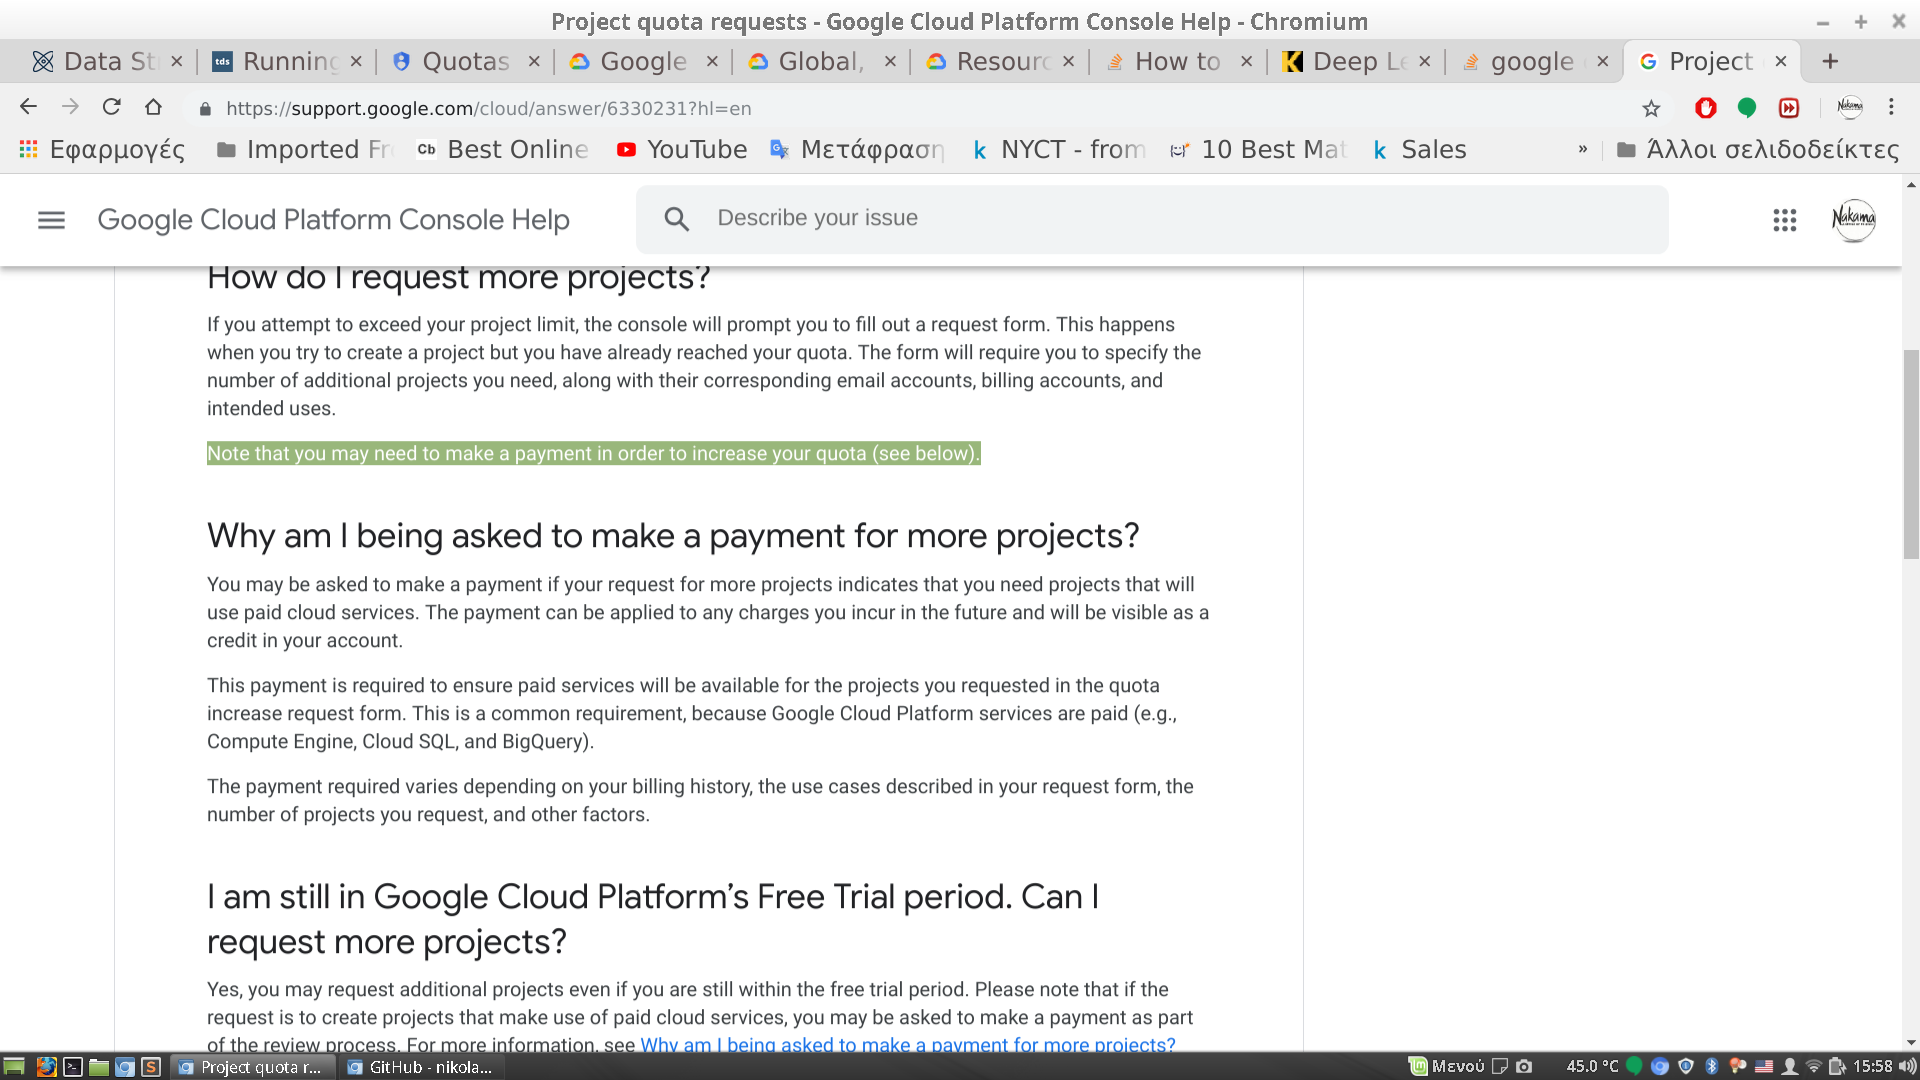 Project quota requests - Google Cloud Platform Console Help - Chromium
Data St
Running
Quotas
Google
Global,
Resourc
How to
Deep Le
google
Project
https://support.google.com/cloud/answer/6330231?hl=en
Εφαρμογές
Imported Fr
Cb Best Online
YouTube
Μετάφραση
NYCT - from
10 Best Mat
Sales
»
Άλλοι σελιδοδείκτες
Google Cloud Platform Console Help
Describe your issue
Nakama
How do I request more projects?
If you attempt to exceed your project limit, the console will prompt you to fill out a request form. This happens
when you try to create a project but you have already reached your quota. The form will require you to specify the
number of additional projects you need, along with their corresponding email accounts, billing accounts, and
intended uses.
Note that you may need to make a payment in order to increase your quota (see below).
Why am I being asked to make a payment for more projects?
You may be asked to make a payment if your request for more projects indicates that you need projects that will
use paid cloud services. The payment can be applied to any charges you incur in the future and will be visible as a
credit in your account.
This payment is required to ensure paid services will be available for the projects you requested in the quota
increase request form. This is a common requirement, because Google Cloud Platform services are paid (e.g.,
Compute Engine, Cloud SQL, and BigQuery).
The payment required varies depending on your billing history, the use cases described in your request form, the
number of projects you request, and other factors.
I am still in Google Cloud Platform’s Free Trial period. Can I
request more projects?
Yes, you may request additional projects even if you are still within the free trial period. Please note that if the
request is to create projects that make use of paid cloud services, you may be asked to make a payment as part
of the review process. For more information, see Why am I being asked to make a payment for more projects?
Project quota r...
GitHub - nikola...
Μενού
45.0 °C
15:58